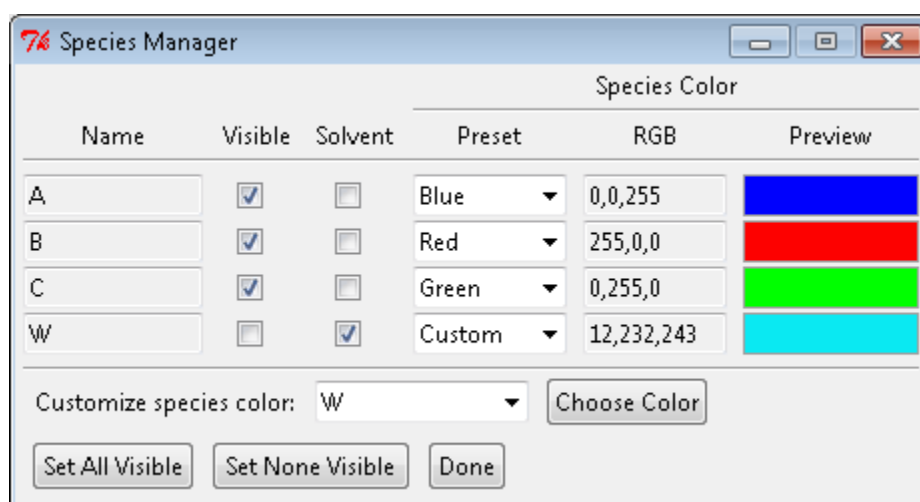 Species Manager
Species Color
Name Visible Solvent Preset RGB Preview
A Blue 0,0,255
B Red 255,0,0
C Green 0,255,0
W Custom 12,232,243
Customize species color: W Choose Color
Set All Visible Set None Visible Done